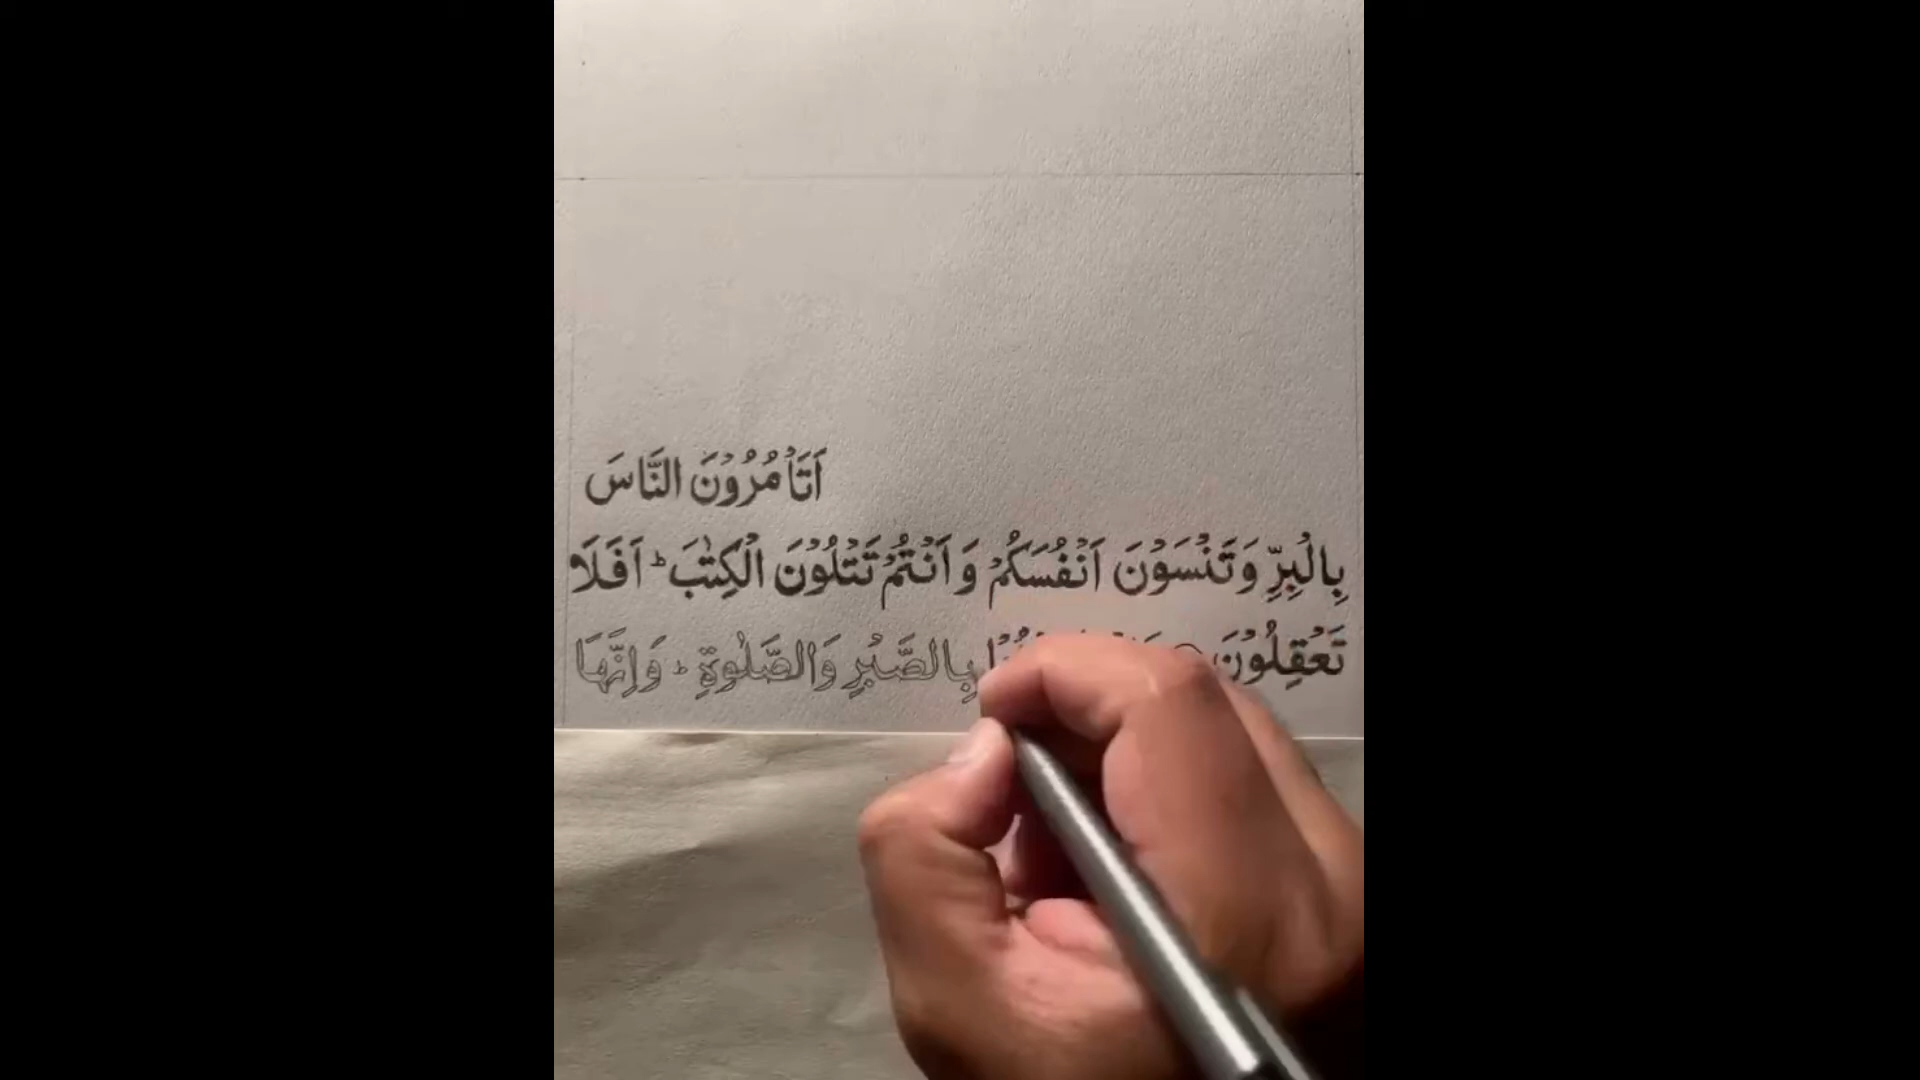 اَتَاۡمُرُوۡنَ النَّاسَ
بِالۡبِرِّ وَتَنۡسَوۡنَ اَنۡفُسَكُمۡ وَاَنۡتُمۡ تَتۡلُوۡنَ الۡكِتٰبَ ؕ اَفَلَا
تَعۡقِلُوۡنَ بِالصَّبۡرِ وَالصَّلٰوةِ ؕ وَاِنَّهَا